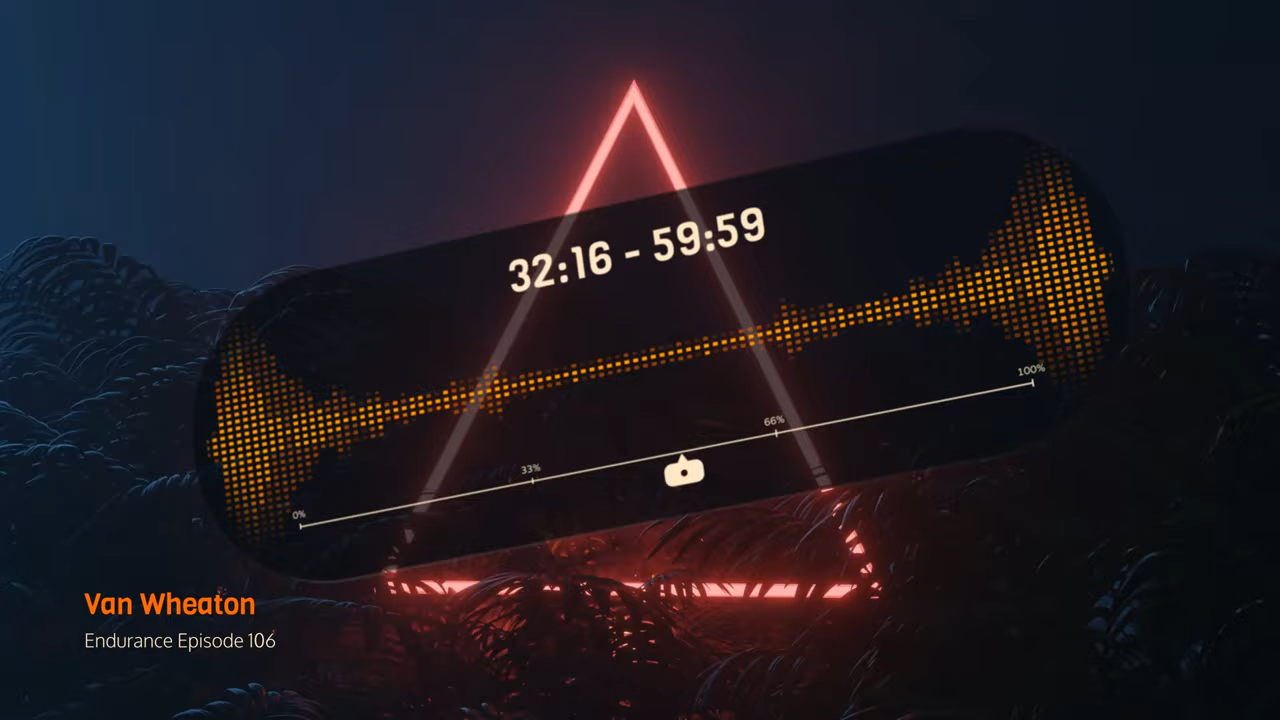 32:16 - 59:59
100%
66%
33%
0%
Van Wheaton
Endurance Episode 106